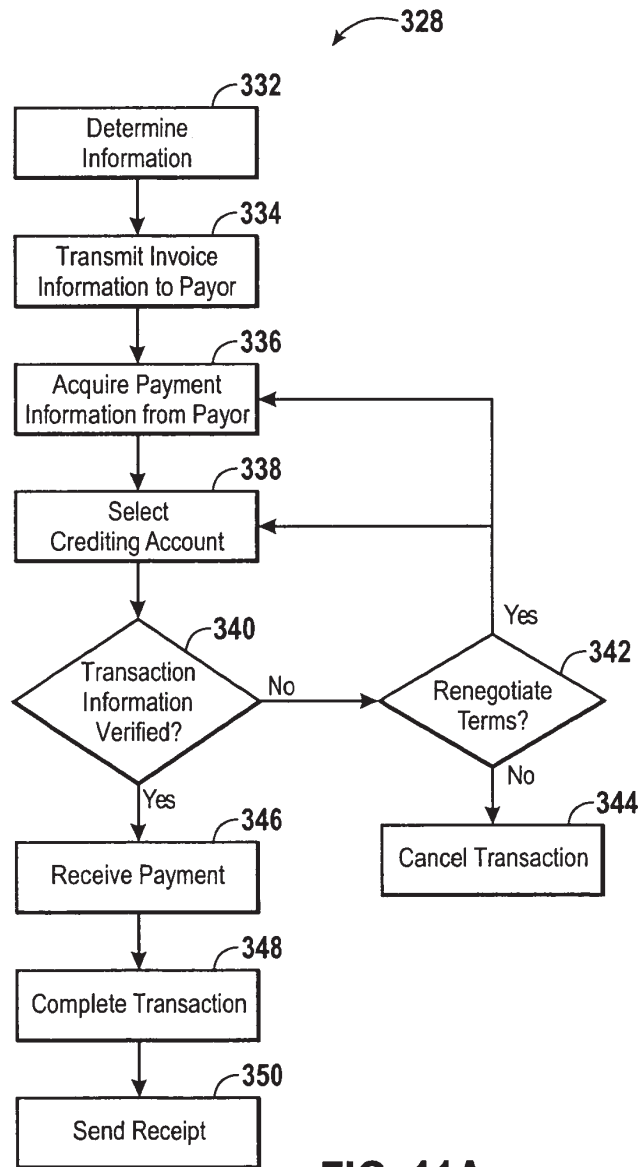 328
332
Determine
Information
334
Transmit Invoice
Information to Payor
336
Acquire Payment
Information from Payor
338
Select
Crediting Account
340
Transaction
Information
Verified?
No
Yes
342
Renegotiate
Terms?
Yes
No
344
Cancel Transaction
346
Receive Payment
348
Complete Transaction
350
Send Receipt
FIG. 11A